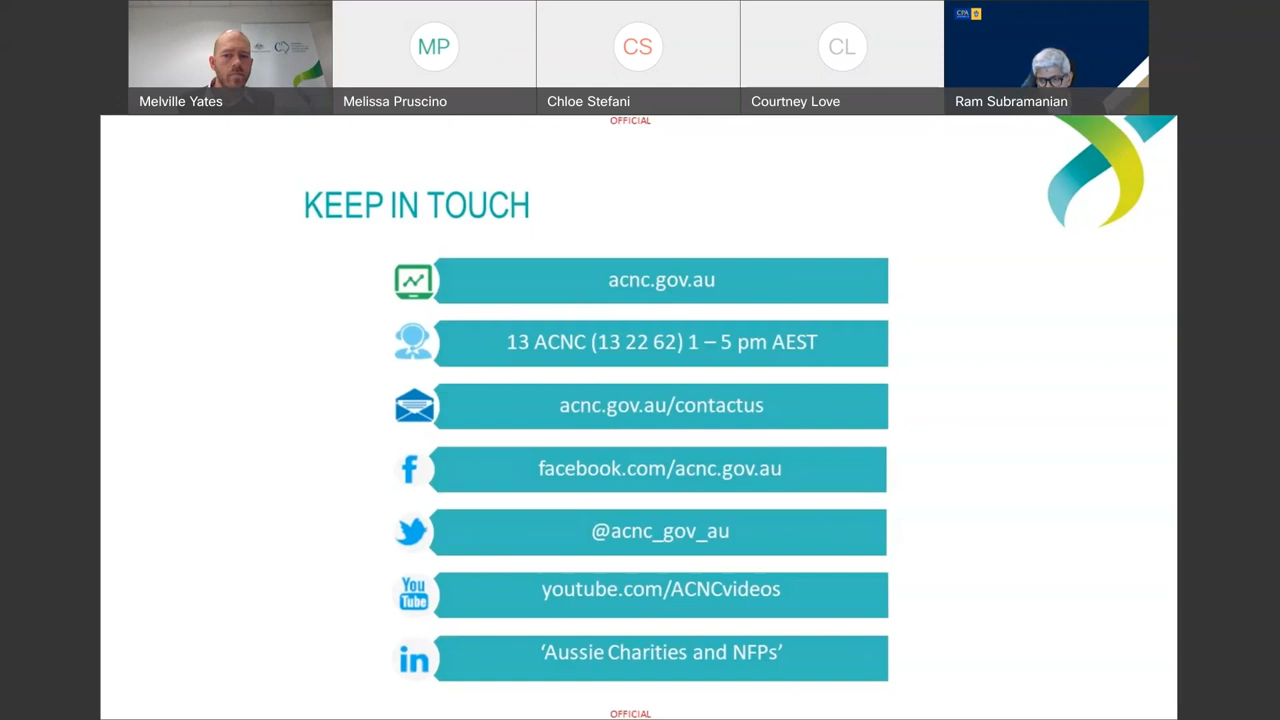 MP
CS
CL
CPA
Melville Yates
Melissa Pruscino
Chloe Stefani
Courtney Love
Ram Subramanian
OFFICIAL
KEEP IN TOUCH
acnc.gov.au
13 ACNC (13 22 62) 1 – 5 pm AEST
acnc.gov.au/contactus
facebook.com/acnc.gov.au
@acnc_gov_au
You
Tube
youtube.com/ACNCvideos
in
‘Aussie Charities and NFPs’
OFFICIAL